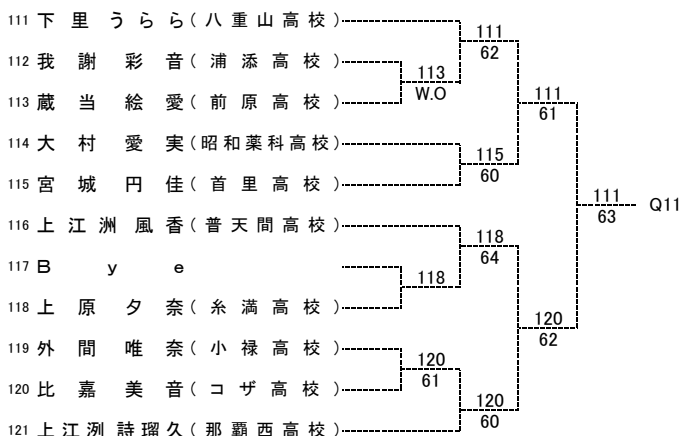 111 下里うらら(八重山高校)
112 我謝彩音(浦添高校)
113 蔵当絵愛(前原高校)
114 大村愛実(昭和薬科高校)
115 宮城円佳(首里高校)
116 上江洲風香(普天間高校)
117 Bye
118 上原夕奈(糸満高校)
119 外間唯奈(小禄高校)
120 比嘉美音(コザ高校)
121 上江洌詩瑠久(那覇西高校)
113
W.O
118
120
61
111
62
115
60
118
64
120
60
111
61
120
62
111
63
Q11